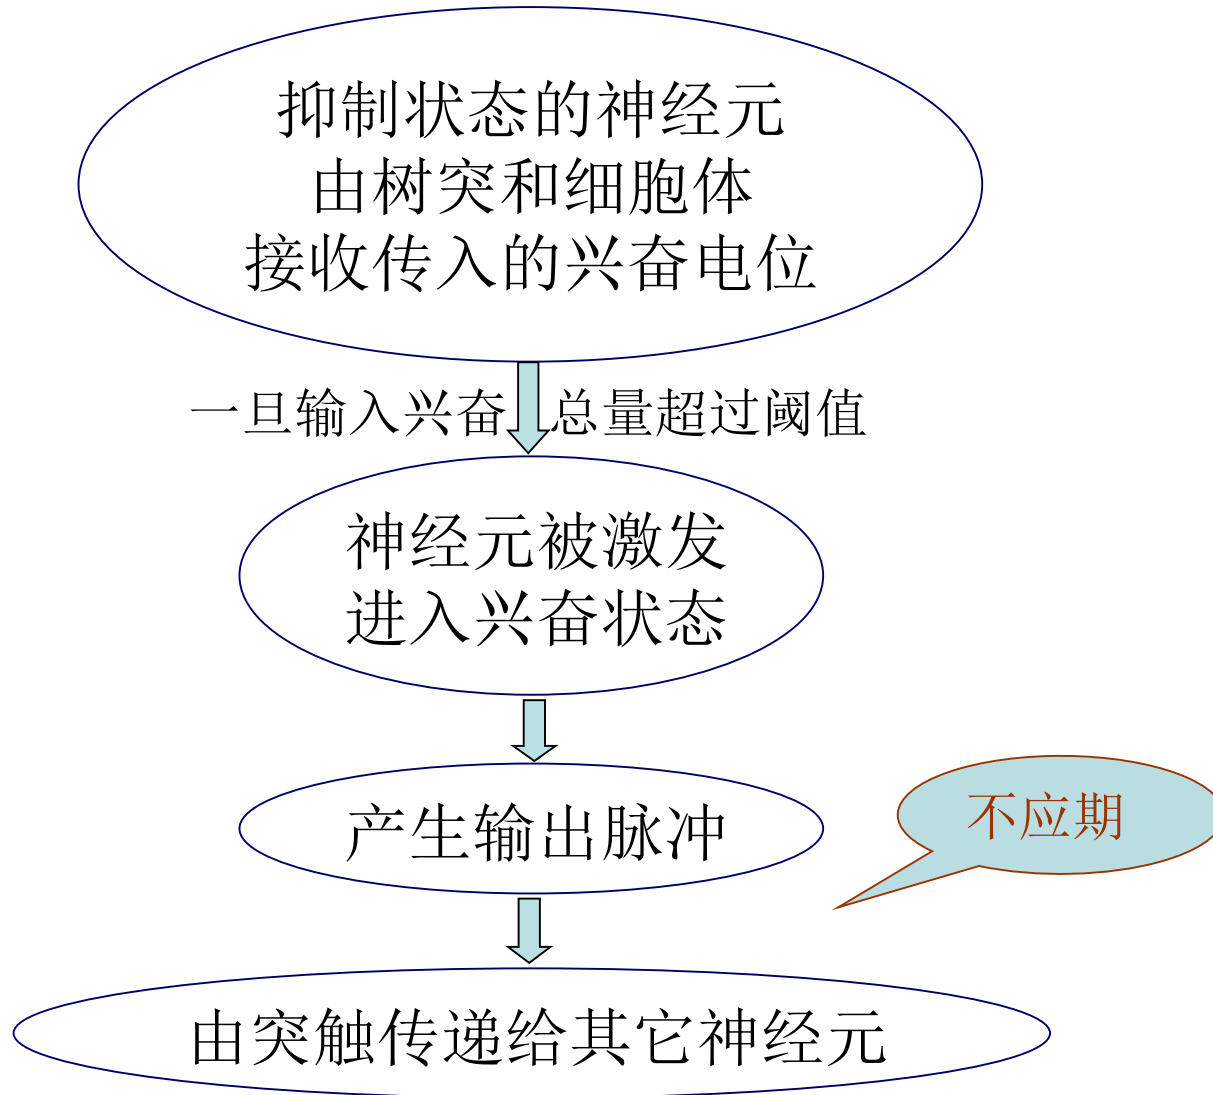 抑制状态的神经元
由树突和细胞体
接收传入的兴奋电位
一旦输入兴奋 总量超过阈值
神经元被激发
进入兴奋状态
产生输出脉冲
不应期
由突触传递给其它神经元